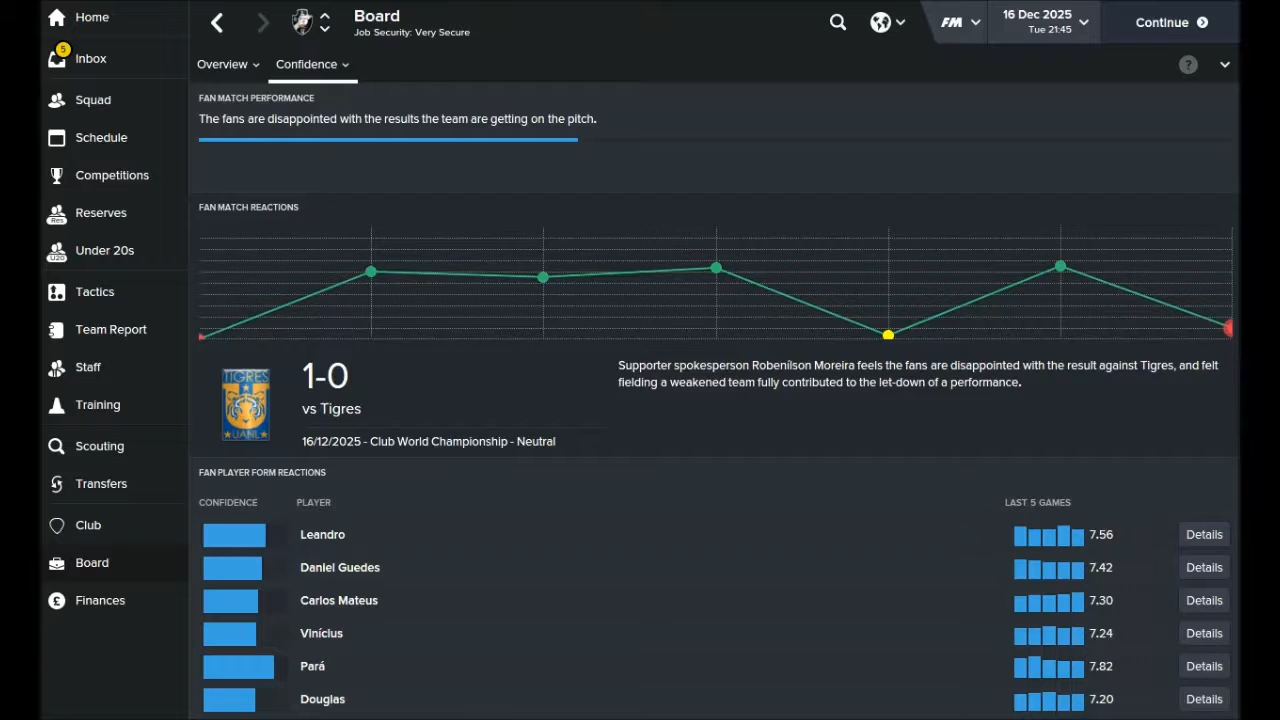 Home
Board
Job Security: Very Secure
FM
16 Dec 2025
Tue 21:45
Continue
5
Inbox
Overview
Confidence
?
Squad
Schedule
Competitions
Res
Reserves
U20
Under 20s
Tactics
Team Report
Staff
Training
Scouting
Transfers
Club
Board
£
Finances
FAN MATCH PERFORMANCE
The fans are disappointed with the results the team are getting on the pitch.
FAN MATCH REACTIONS
TIGRES
UANL
1-0
vs Tigres
16/12/2025 - Club World Championship - Neutral
Supporter spokesperson Robenílson Moreira feels the fans are disappointed with the result against Tigres, and felt
fielding a weakened team fully contributed to the let-down of a performance.
FAN PLAYER FORM REACTIONS
CONFIDENCE PLAYER LAST 5 GAMES
Leandro 7.56 Details
Daniel Guedes 7.42 Details
Carlos Mateus 7.30 Details
Vinícius 7.24 Details
Pará 7.82 Details
Douglas 7.20 Details